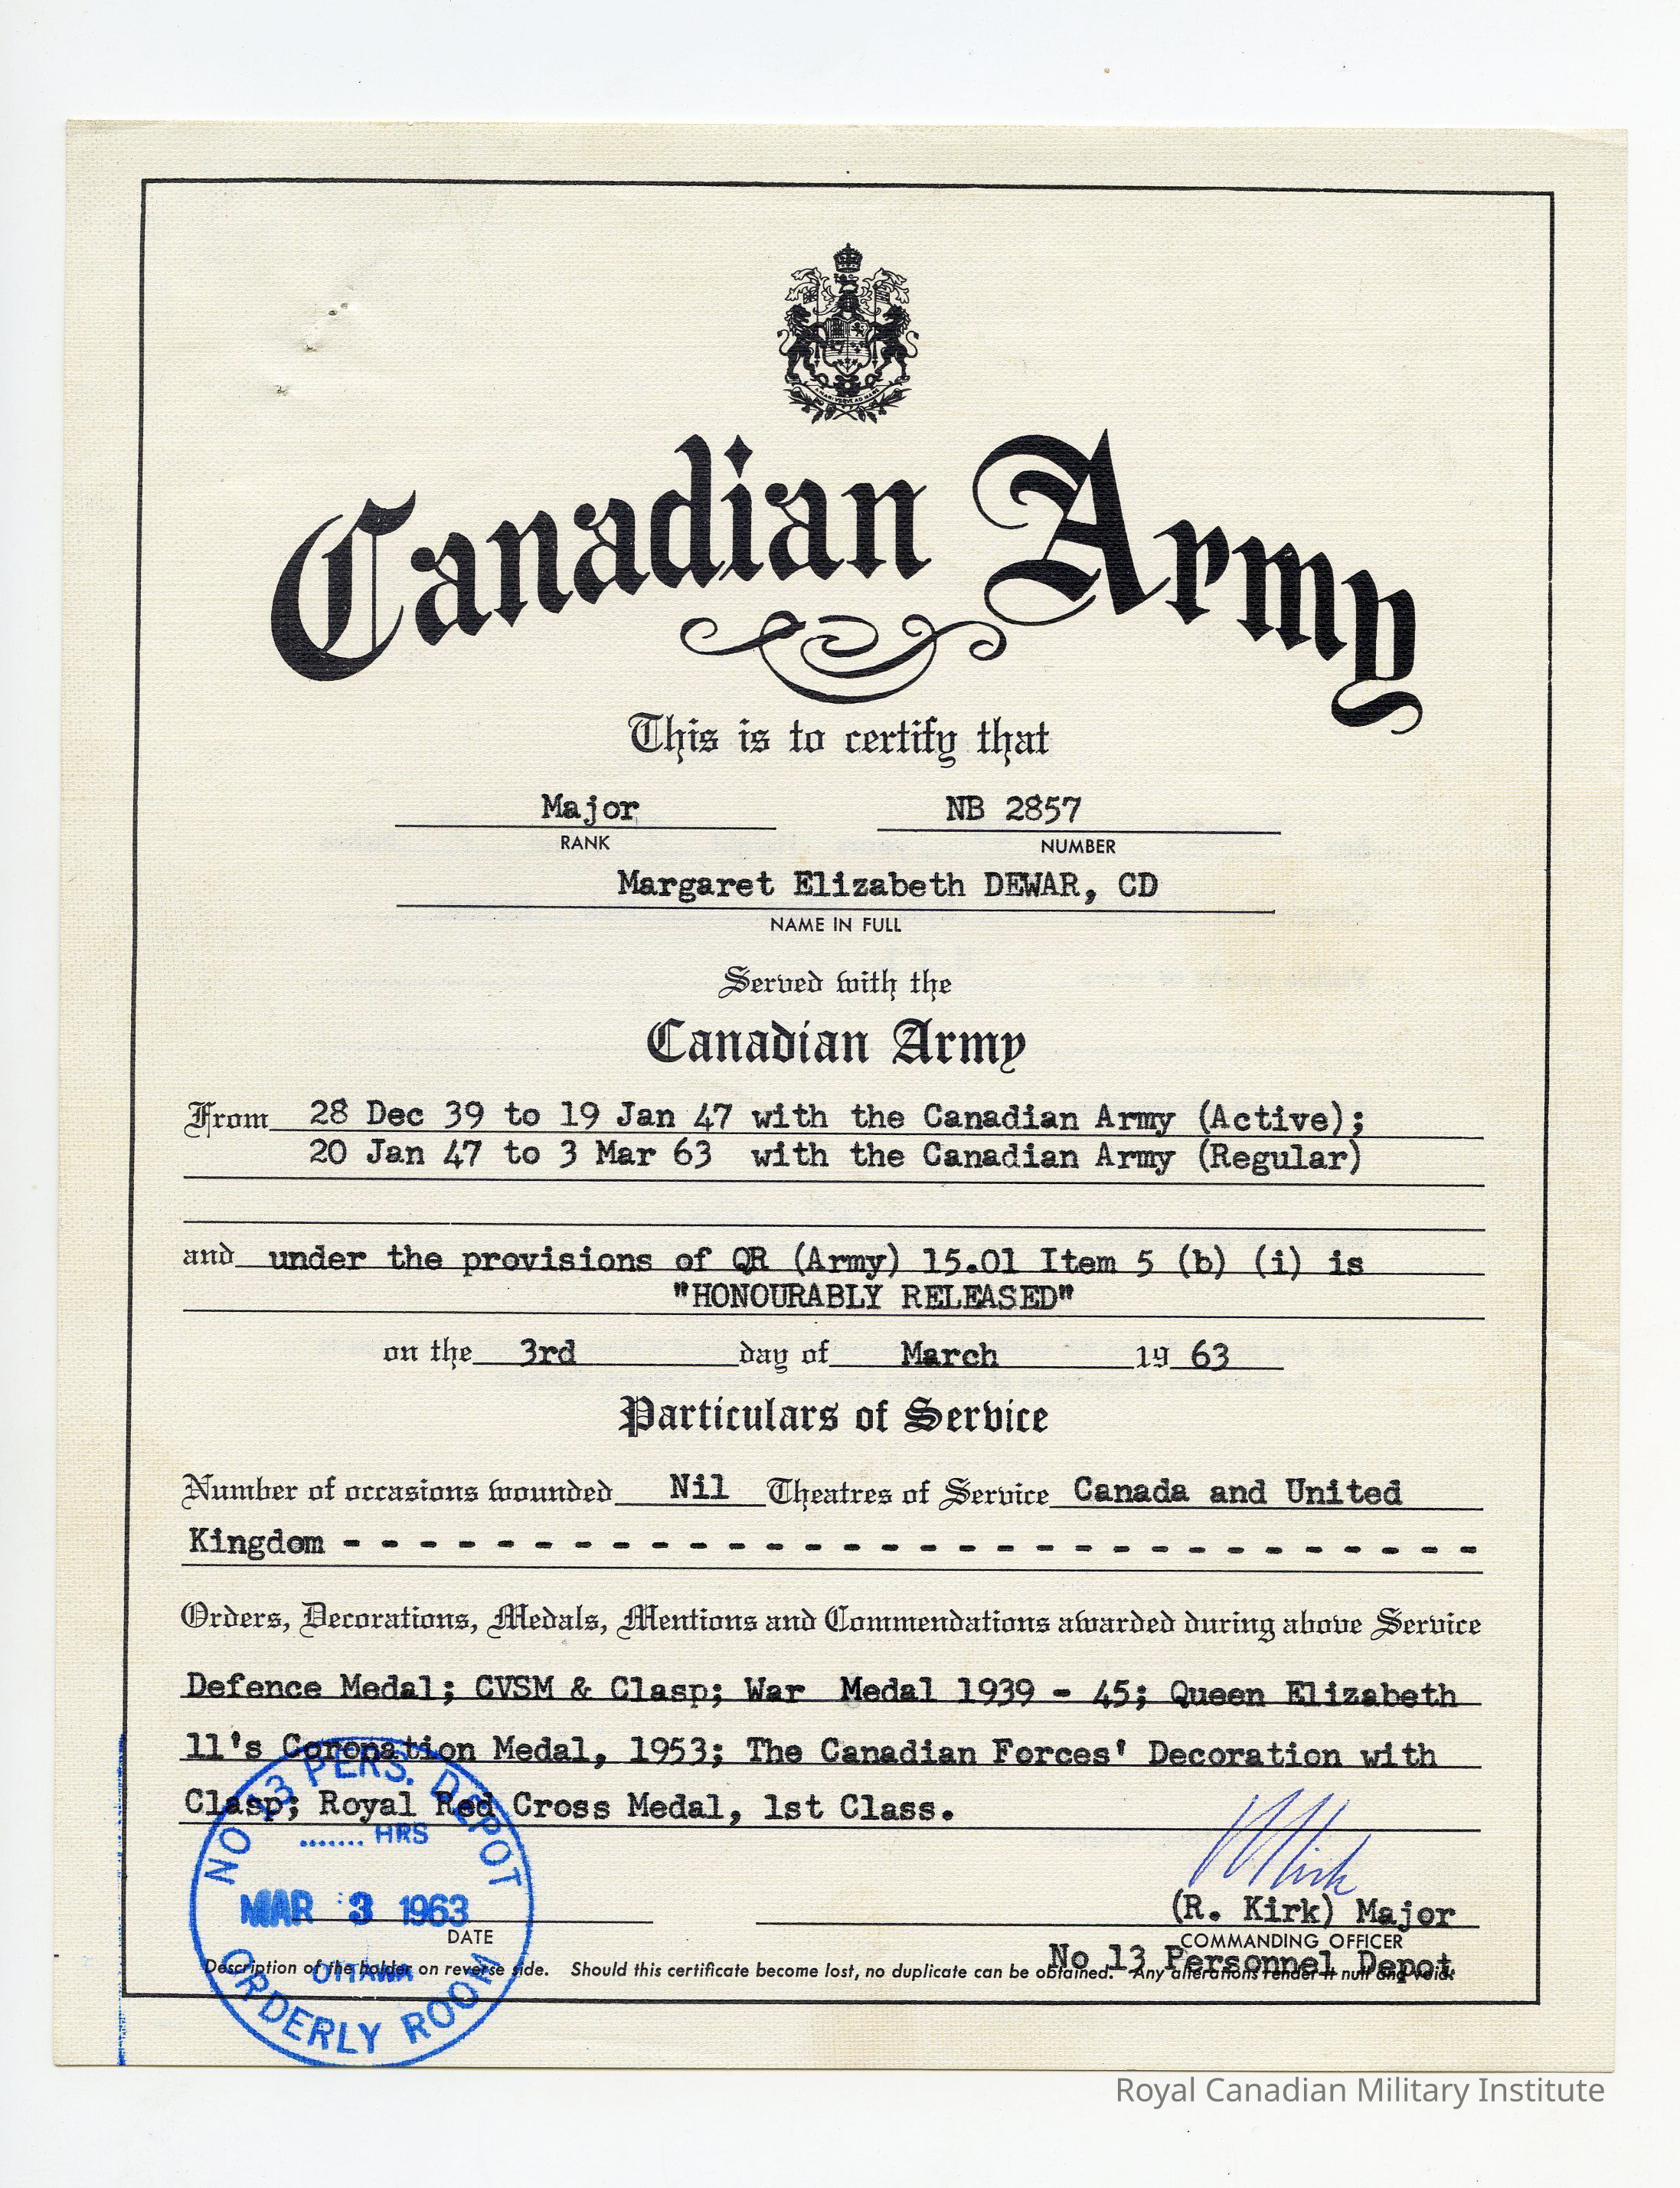 Canadian Army
This is to certify that
Major NB 2857
RANK NUMBER
Margaret Elizabeth DEWAR, CD
NAME IN FULL
Served with the
Canadian Army
From 28 Dec 39 to 19 Jan 47 with the Canadian Army (Active);
20 Jan 47 to 3 Mar 63 with the Canadian Army (Regular)
and under the provisions of QR (Army) 15.01 Item 5 (b) (i) is
"HONOURABLY RELEASED"
on the 3rd day of March 19 63
Particulars of Service
Number of occasions wounded Nil Theatres of Service Canada and United
Kingdom - - - - - - - - - - - - - - - - - - - - - - - - - - - - - -
Orders, Decorations, Medals, Mentions and Commendations awarded during above Service
Defence Medal; CVSM & Clasp; War Medal 1939 - 45; Queen Elizabeth
11's Coronation Medal, 1953; The Canadian Forces' Decoration with
Clasp; Royal Red Cross Medal, 1st Class.
NO 13 PERS. DEPOT
....... HRS
MAR 3 1963
OTTAWA
ORDERLY ROOM
DATE
MKirk
(R. Kirk) Major
COMMANDING OFFICER
No 13 Personnel Depot
Description of the holder on reverse side. Should this certificate become lost, no duplicate can be obtained. Any alterations render it null and void.
Royal Canadian Military Institute